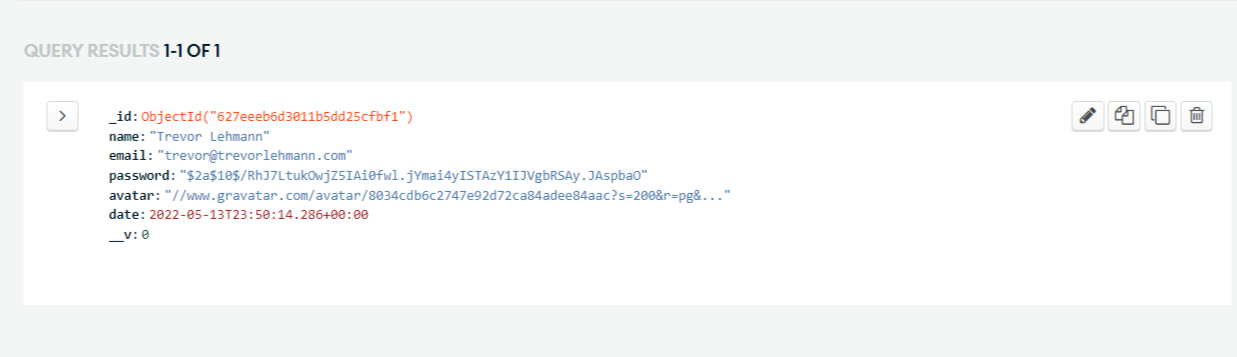 QUERY RESULTS 1-1 OF 1
_id: ObjectId("627eeeb6d3011b5dd25cfbf1")
name: "Trevor Lehmann"
email: "trevor@trevorlehmann.com"
password: "$2a$10$/RhJ7LtukOwjZ5IAi0fwl.jYmai4yISTAzY1IJVgbRSAy.JAspbaO"
avatar: "//www.gravatar.com/avatar/8034cdb6c2747e92d72ca84adee84aac?s=200&r=pg&..."
date: 2022-05-13T23:50:14.286+00:00
__v: 0